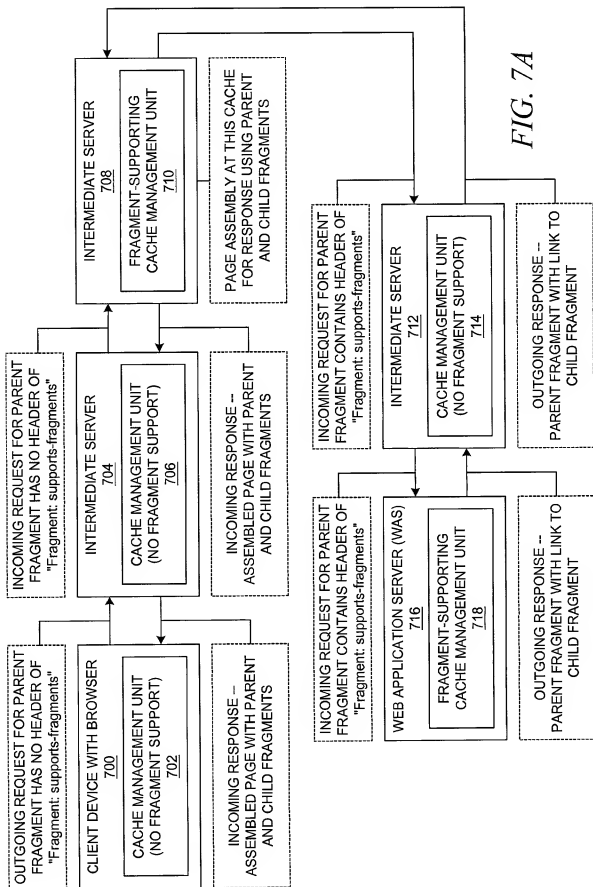 OUTGOING REQUEST FOR PARENT
FRAGMENT HAS NO HEADER OF
"Fragment: supports-fragments"
CLIENT DEVICE WITH BROWSER
700
CACHE MANAGEMENT UNIT
(NO FRAGMENT SUPPORT)
702
INCOMING RESPONSE --
ASSEMBLED PAGE WITH PARENT
AND CHILD FRAGMENTS
INCOMING REQUEST FOR PARENT
FRAGMENT HAS NO HEADER OF
"Fragment: supports-fragments"
INTERMEDIATE SERVER
704
CACHE MANAGEMENT UNIT
(NO FRAGMENT SUPPORT)
706
INCOMING RESPONSE --
ASSEMBLED PAGE WITH PARENT
AND CHILD FRAGMENTS
INTERMEDIATE SERVER
708
FRAGMENT-SUPPORTING
CACHE MANAGEMENT UNIT
710
PAGE ASSEMBLY AT THIS CACHE
FOR RESPONSE USING PARENT
AND CHILD FRAGMENTS
INCOMING REQUEST FOR PARENT
FRAGMENT CONTAINS HEADER OF
"Fragment: supports-fragments"
WEB APPLICATION SERVER (WAS)
716
FRAGMENT-SUPPORTING
CACHE MANAGEMENT UNIT
718
OUTGOING RESPONSE --
PARENT FRAGMENT WITH LINK TO
CHILD FRAGMENT
INCOMING REQUEST FOR PARENT
FRAGMENT CONTAINS HEADER OF
"Fragment: supports-fragments"
INTERMEDIATE SERVER
712
CACHE MANAGEMENT UNIT
(NO FRAGMENT SUPPORT)
714
OUTGOING RESPONSE --
PARENT FRAGMENT WITH LINK TO
CHILD FRAGMENT
FIG. 7A